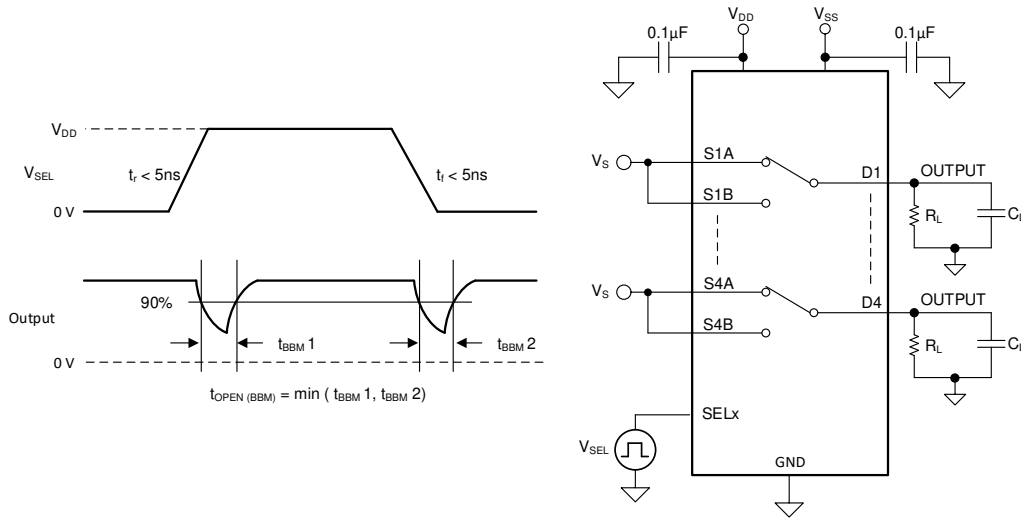 V_DD
V_SEL
0 V
t_r < 5ns
t_f < 5ns
Output
90%
0 V
t_BBM 1
t_BBM 2
t_OPEN (BBM) = min ( t_BBM 1, t_BBM 2)
V_DD
V_SS
0.1µF
0.1µF
V_S
S1A
D1
OUTPUT
S1B
R_L
C_L
V_S
S4A
D4
OUTPUT
S4B
R_L
C_L
SELx
V_SEL
GND